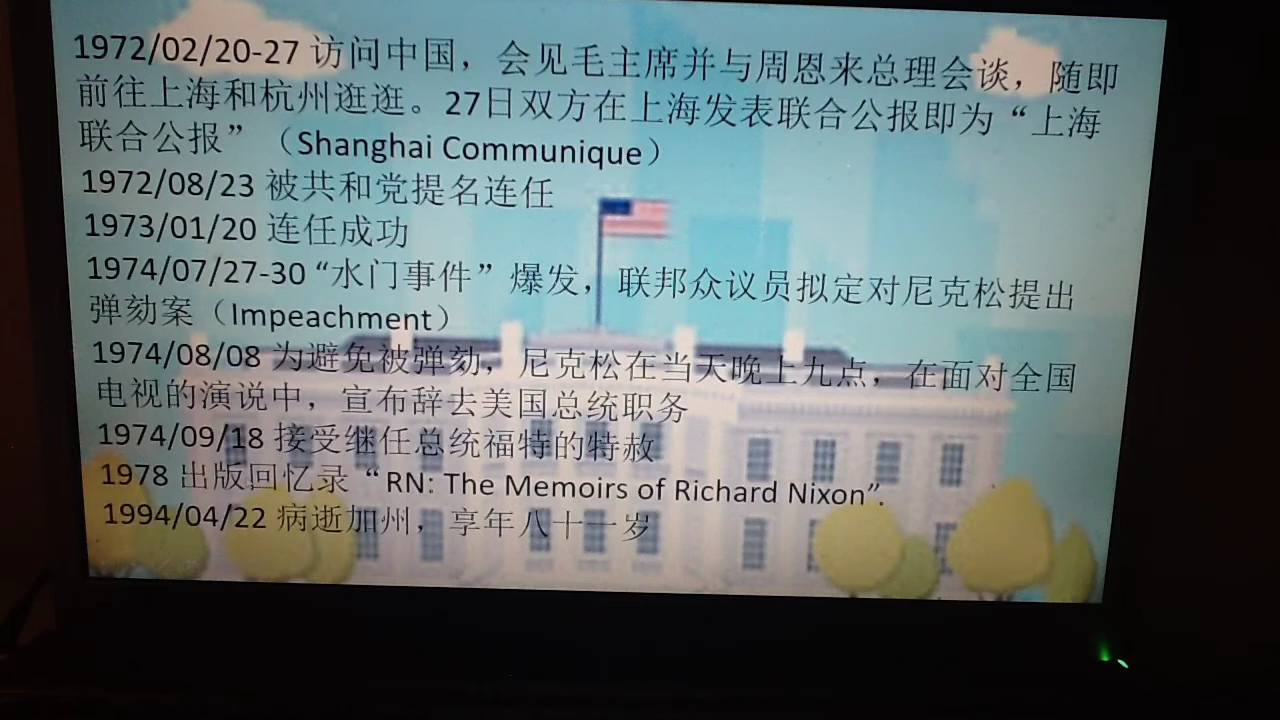 1972/02/20-27 访问中国，会见毛主席并与周恩来总理会谈，随即
前往上海和杭州逛逛。27日双方在上海发表联合公报即为“上海
联合公报”（Shanghai Communique）
1972/08/23 被共和党提名连任
1973/01/20 连任成功
1974/07/27-30 “水门事件”爆发，联邦众议员拟定对尼克松提出
弹劾案（Impeachment）
1974/08/08 为避免被弹劾，尼克松在当天晚上九点，在面对全国
电视的演说中，宣布辞去美国总统职务
1974/09/18 接受继任总统福特的特赦
1978 出版回忆录“RN: The Memoirs of Richard Nixon”.
1994/04/22 病逝加州，享年八十一岁